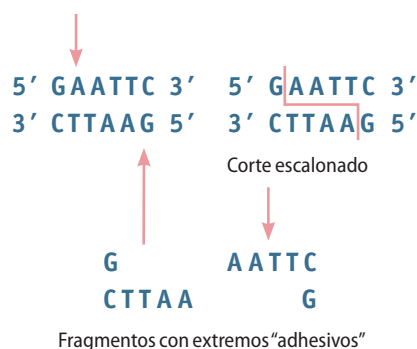 5′ GAATTC 3′ 5′ GAATTC 3′
3′ CTTAAG 5′ 3′ CTTAAG 5′
Corte escalonado
G AATTC
CTTAA G
Fragmentos con extremos “adhesivos”